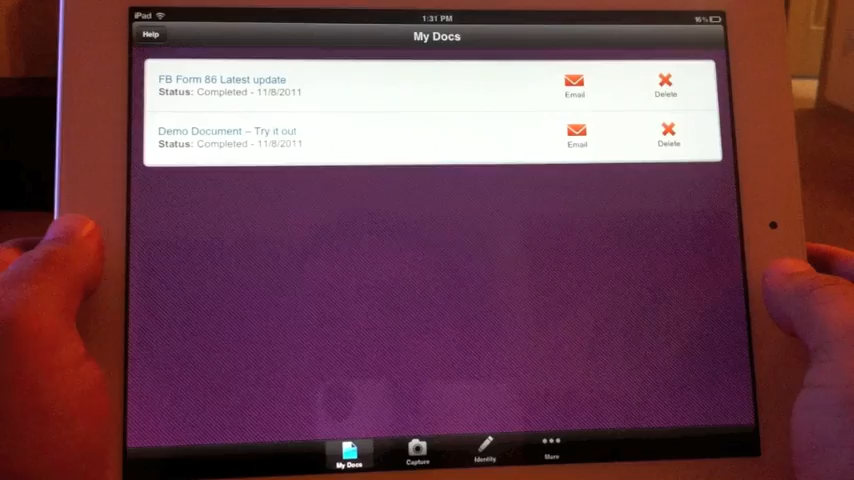 iPad 1:31 PM 16%
Help My Docs
FB Form 86 Latest update
Status: Completed - 11/8/2011
Email Delete
Demo Document – Try it out
Status: Completed - 11/8/2011
Email Delete
My Docs Capture Identity More